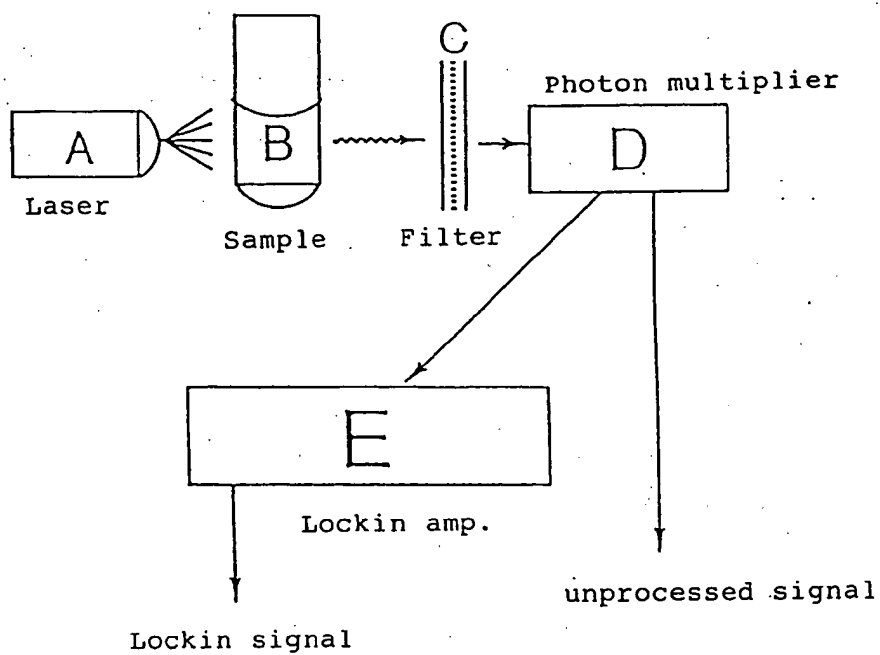 C
Photon multiplier
A
B
D
Laser
Sample
Filter
E
Lockin amp.
unprocessed signal
Lockin signal